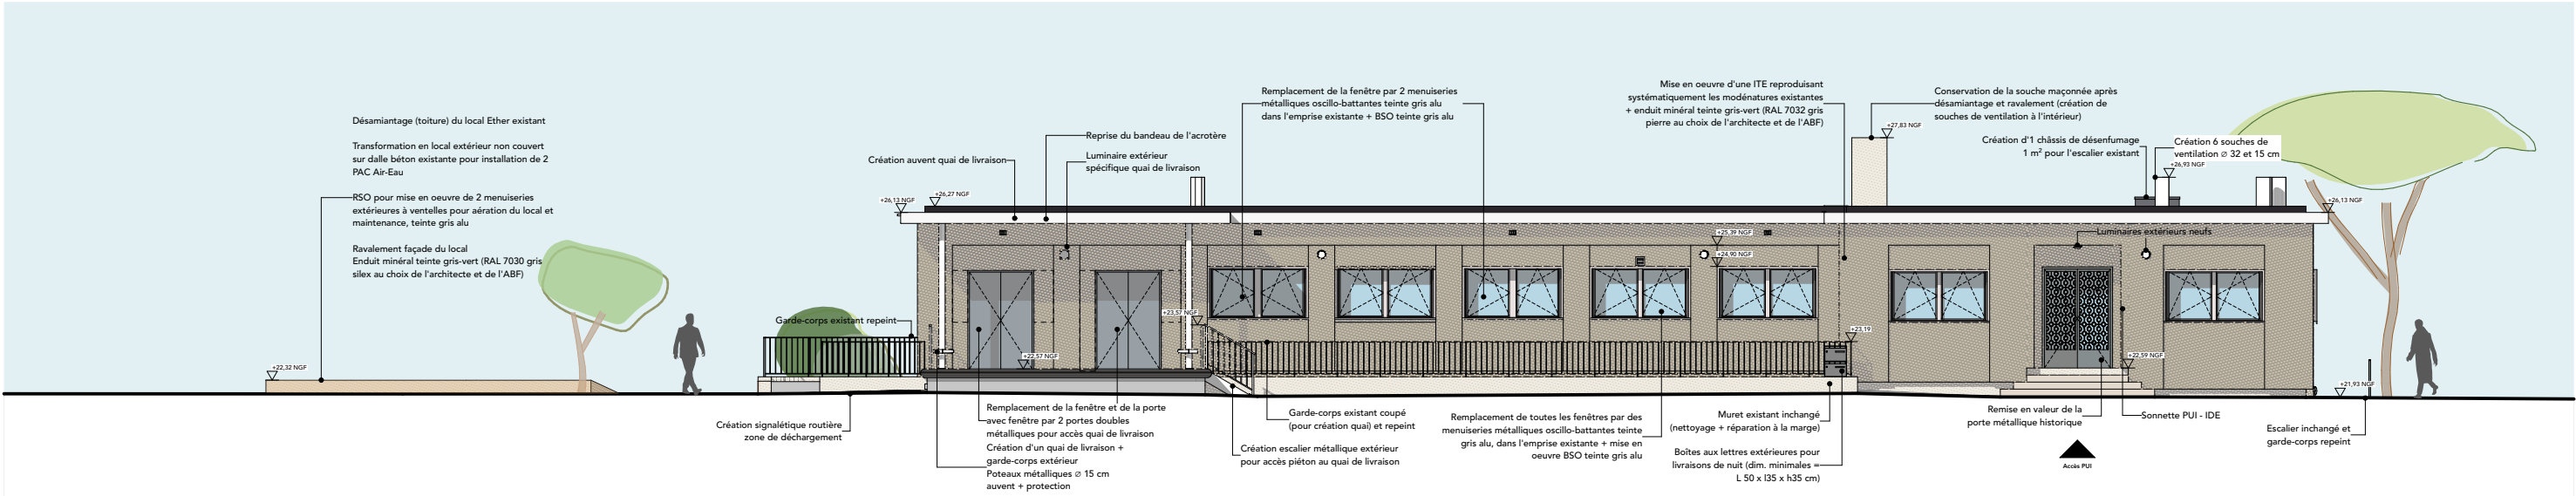 Désamiantage (toiture) du local Ether existant
Transformation en local extérieur non couvert
sur dalle béton existante pour installation de 2
PAC Air-Eau
RSO pour mise en oeuvre de 2 menuiseries
extérieures à ventelles pour aération du local et
maintenance, teinte gris alu
Ravalement façade du local
Enduit minéral teinte gris-vert (RAL 7030 gris
silex au choix de l'architecte et de l'ABF)
+22,32 NGF
Garde-corps existant repeint
Création signalétique routière
zone de déchargement
Création auvent quai de livraison
Reprise du bandeau de l'acrotère
Luminaire extérieur
spécifique quai de livraison
+26,13 NGF
+26,27 NGF
+23,57 NGF
+22,57 NGF
Remplacement de la fenêtre et de la porte
avec fenêtre par 2 portes doubles
métalliques pour accès quai de livraison
Création d'un quai de livraison +
garde-corps extérieur
Poteaux métalliques ⌀ 15 cm
auvent + protection
Création escalier métallique extérieur
pour accès piéton au quai de livraison
Garde-corps existant coupé
(pour création quai) et repeint
Remplacement de la fenêtre par 2 menuiseries
métalliques oscillo-battantes teinte gris alu
dans l'emprise existante + BSO teinte gris alu
Remplacement de toutes les fenêtres par des
menuiseries métalliques oscillo-battantes teinte
gris alu, dans l'emprise existante + mise en
oeuvre BSO teinte gris alu
Mise en oeuvre d'une ITE reproduisant
systématiquement les modénatures existantes
+ enduit minéral teinte gris-vert (RAL 7032 gris
pierre au choix de l'architecte et de l'ABF)
+25,39 NGF
+24,90 NGF
+23,19
Muret existant inchangé
(nettoyage + réparation à la marge)
Boîtes aux lettres extérieures pour
livraisons de nuit (dim. minimales =
L 50 x l35 x h35 cm)
Conservation de la souche maçonnée après
désamiantage et ravalement (création de
souches de ventilation à l'intérieur)
+27,83 NGF
Création d'1 châssis de désenfumage
1 m² pour l'escalier existant
Création 6 souches de
ventilation ⌀ 32 et 15 cm
+26,93 NGF
+26,13 NGF
Luminaires extérieurs neufs
+22,59 NGF
+21,93 NGF
Remise en valeur de la
porte métallique historique
Sonnette PUI - IDE
Accès PUI
Escalier inchangé et
garde-corps repeint